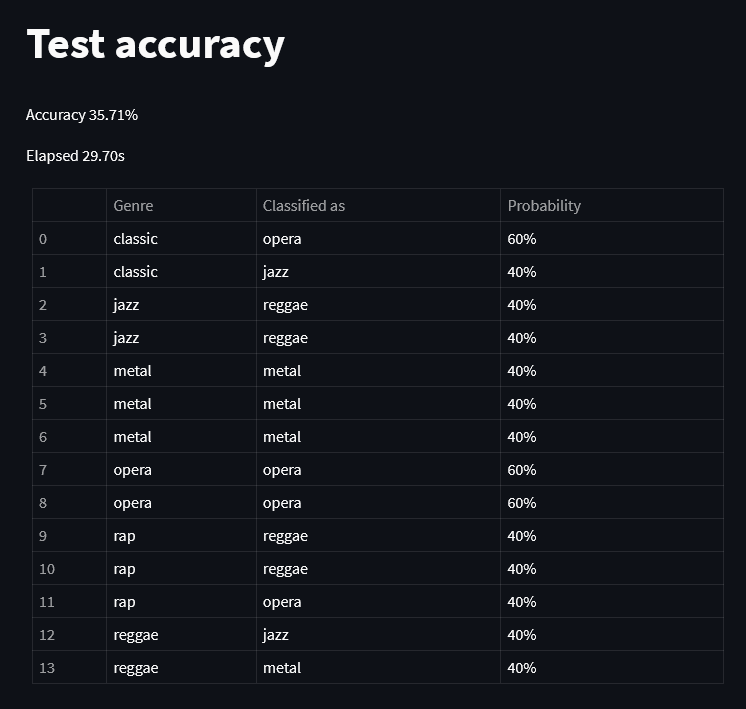 Test accuracy
Accuracy 35.71%
Elapsed 29.70s
Genre Classified as Probability
0 classic opera 60%
1 classic jazz 40%
2 jazz reggae 40%
3 jazz reggae 40%
4 metal metal 40%
5 metal metal 40%
6 metal metal 40%
7 opera opera 60%
8 opera opera 60%
9 rap reggae 40%
10 rap reggae 40%
11 rap opera 40%
12 reggae jazz 40%
13 reggae metal 40%